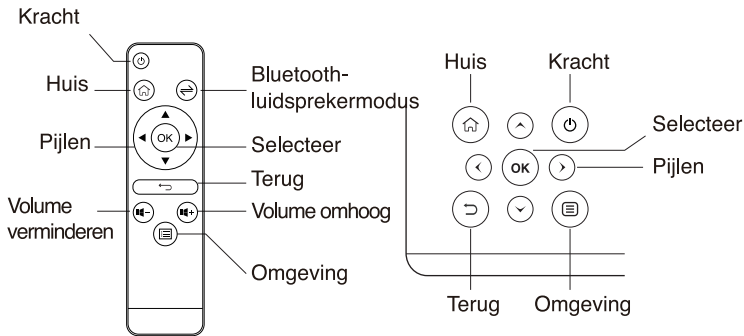 Kracht
Huis
Bluetooth-
luidsprekermodus
Pijlen
OK
Selecteer
Terug
Volume
verminderen
Volume omhoog
Omgeving
Huis
Kracht
Selecteer
OK
Pijlen
Terug
Omgeving